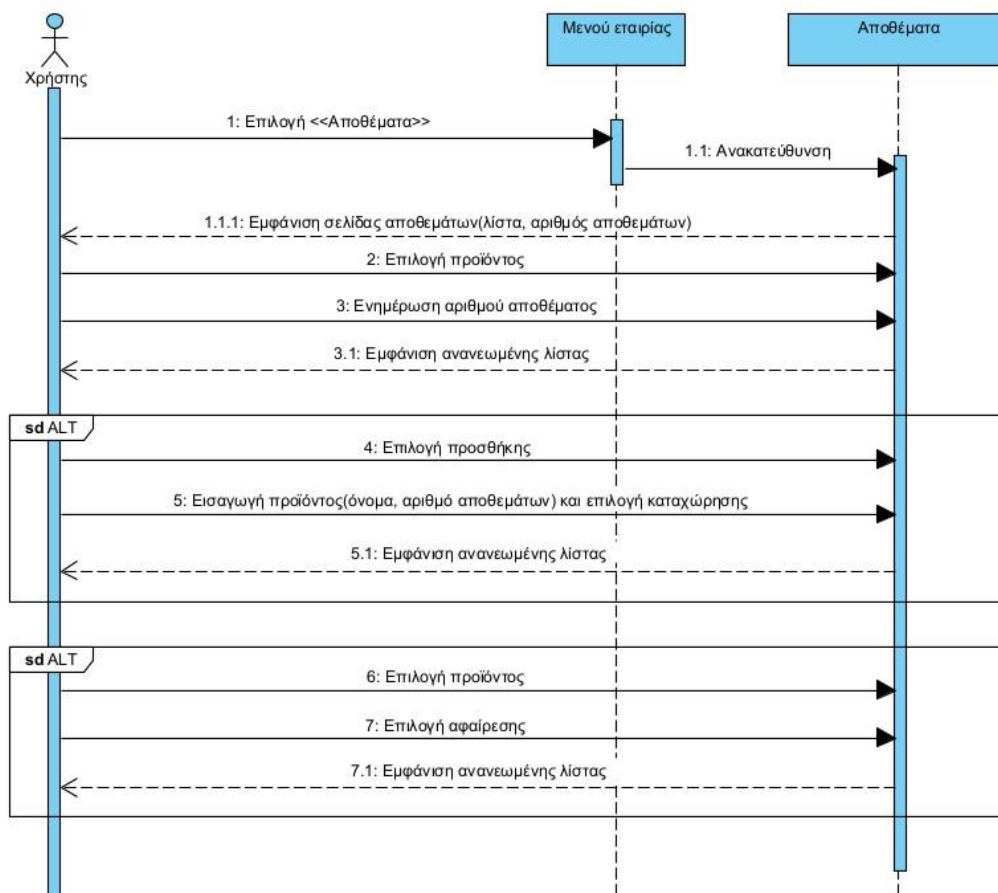 Μενού εταιρίας
Αποθέματα
Χρήστης
1: Επιλογή <<Αποθέματα>>
1.1: Ανακατεύθυνση
1.1.1: Εμφάνιση σελίδας αποθεμάτων(λίστα, αριθμός αποθεμάτων)
2: Επιλογή προϊόντος
3: Ενημέρωση αριθμού αποθέματος
3.1: Εμφάνιση ανανεωμένης λίστας
sd ALT
4: Επιλογή προσθήκης
5: Εισαγωγή προϊόντος(όνομα, αριθμό αποθεμάτων) και επιλογή καταχώρησης
5.1: Εμφάνιση ανανεωμένης λίστας
sd ALT
6: Επιλογή προϊόντος
7: Επιλογή αφαίρεσης
7.1: Εμφάνιση ανανεωμένης λίστας